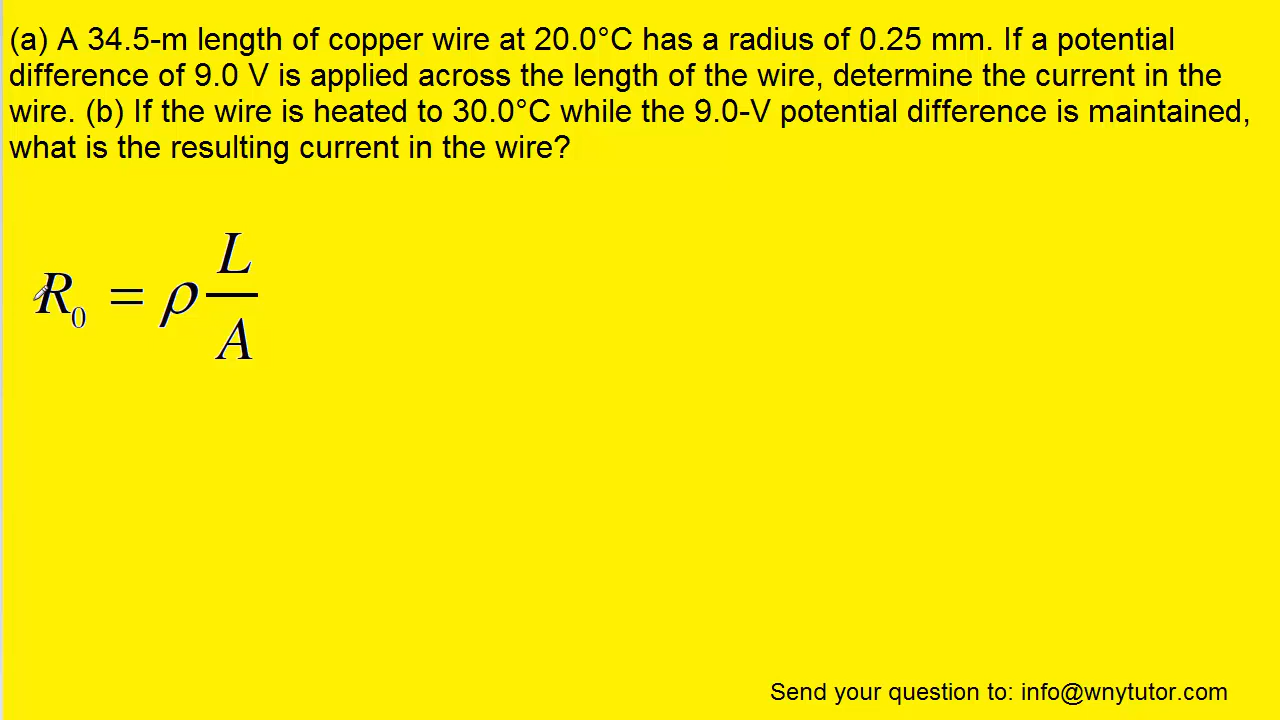 (a) A 34.5-m length of copper wire at 20.0°C has a radius of 0.25 mm. If a potential
difference of 9.0 V is applied across the length of the wire, determine the current in the
wire. (b) If the wire is heated to 30.0°C while the 9.0-V potential difference is maintained,
what is the resulting current in the wire?
R₀ = ρ L/A
Send your question to: info@wnytutor.com